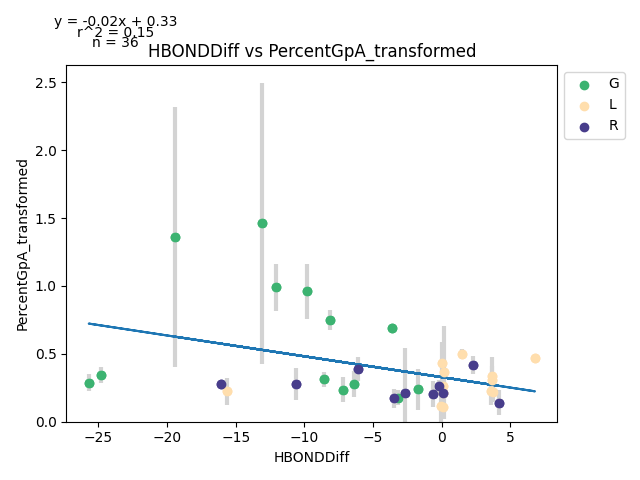 y = -0.02x + 0.33
r^2 = 0.15
n = 36
HBONDDiff vs PercentGpA_transformed
G
L
R
PercentGpA_transformed
2.5
2.0
1.5
1.0
0.5
0.0
−25 −20 −15 −10 −5 0 5
HBONDDiff